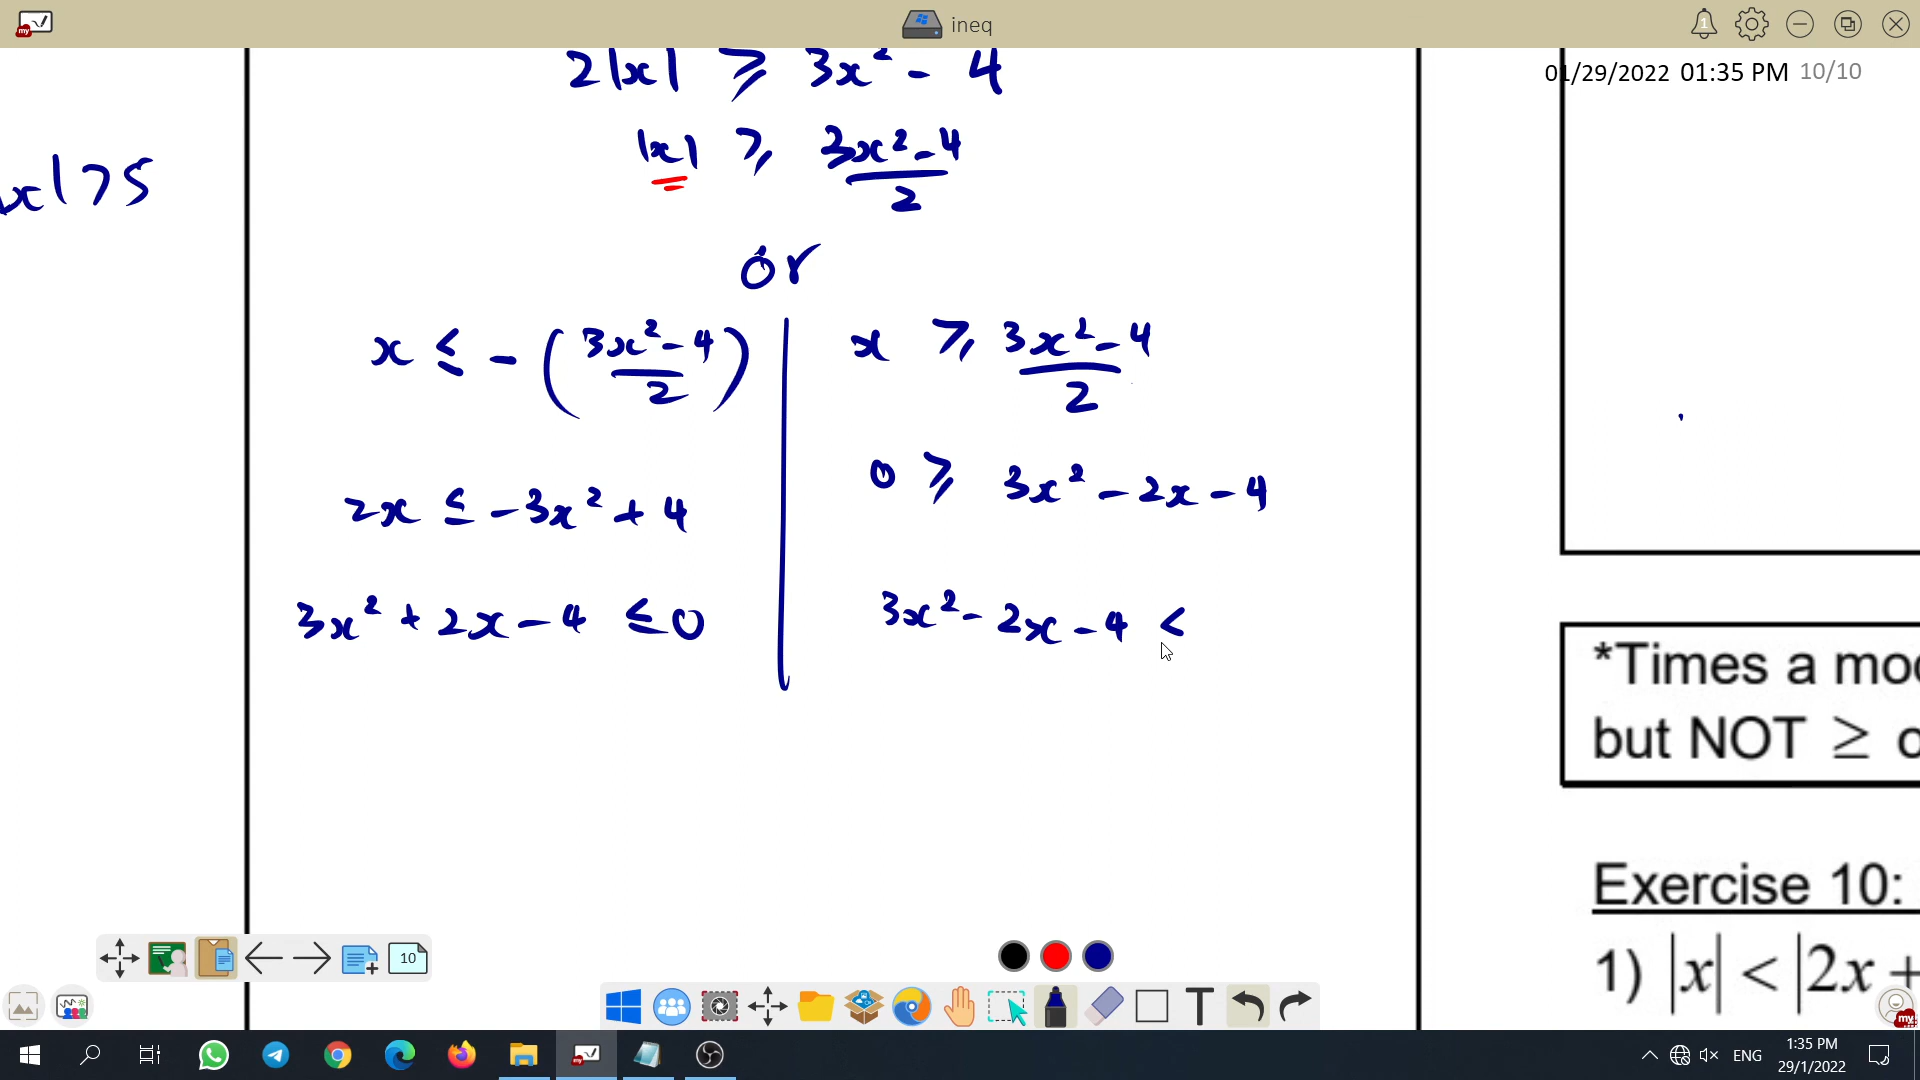 ineq
1
01/29/2022 01:35 PM 10/10
2|x| ⩾ 3x² - 4
|x| ⩾ (3x² - 4)/2
x| > 5
or
x ≤ - ((3x² - 4)/2)
x ⩾ (3x² - 4)/2
2x ≤ -3x² + 4
0 ⩾ 3x² - 2x - 4
3x² + 2x - 4 ≤ 0
3x² - 2x - 4 <
*Times a mo
but NOT ≥ o
Exercise 10:
1) |x| < |2x +
10
T
my
ENG
1:35 PM
29/1/2022